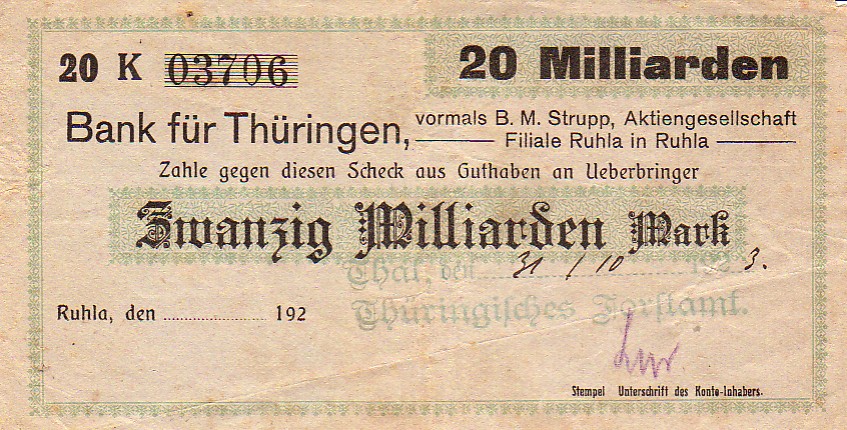 20 K 03706
20 Milliarden
Bank für Thüringen, vormals B. M. Strupp, Aktiengesellschaft
Filiale Ruhla in Ruhla
Zahle gegen diesen Scheck aus Guthaben an Ueberbringer
Zwanzig Milliarden Mark
Thal, den 31/10 1923.
Ruhla, den ........ 192
Thüringisches Forstamt.
Stempel Unterschrift des Konto-Inhabers.